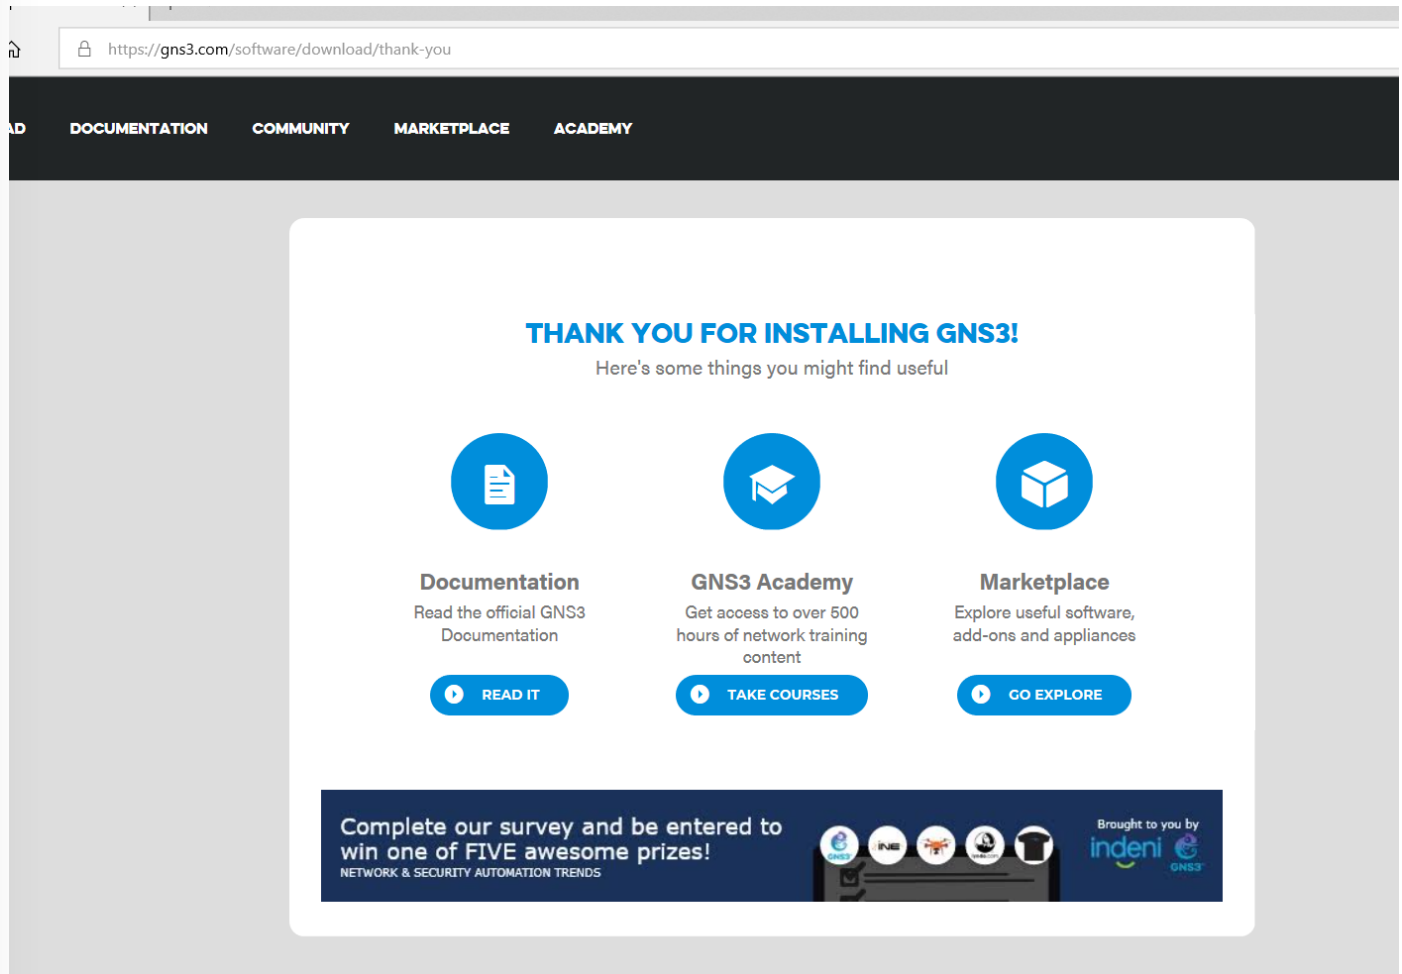 https://gns3.com/software/download/thank-you
AD DOCUMENTATION COMMUNITY MARKETPLACE ACADEMY
THANK YOU FOR INSTALLING GNS3!
Here's some things you might find useful
Documentation
Read the official GNS3
Documentation
READ IT
GNS3 Academy
Get access to over 500
hours of network training
content
TAKE COURSES
Marketplace
Explore useful software,
add-ons and appliances
GO EXPLORE
Complete our survey and be entered to
win one of FIVE awesome prizes!
NETWORK & SECURITY AUTOMATION TRENDS
GNS3
iNE
Brought to you by
indeni
GNS3